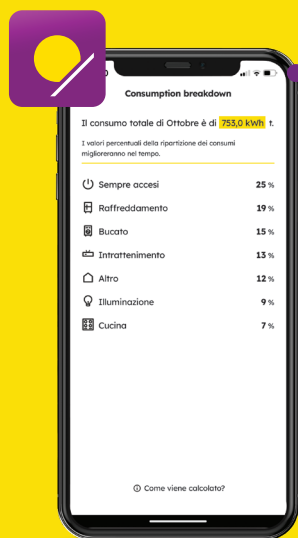 Consumption breakdown
Il consumo totale di Ottobre è di 753,0 kWh t.
I valori percentuali della ripartizione dei consumi
miglioreranno nel tempo.
Sempre accesi 25 %
Raffreddamento 19 %
Bucato 15 %
Intrattenimento 13 %
Altro 12 %
Illuminazione 9 %
Cucina 7 %
Come viene calcolato?